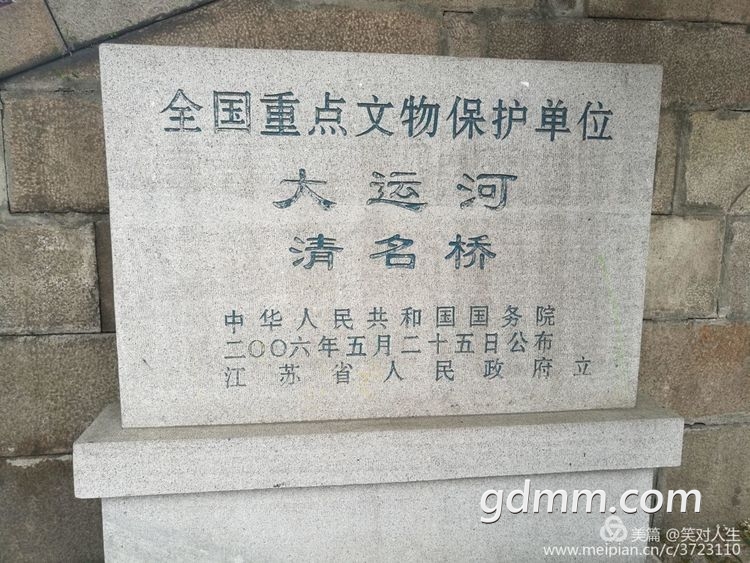 全国重点文物保护单位
大运河
清名桥
中华人民共和国国务院
二〇〇六年五月二十五日公布
江苏省人民政府立
gdmm.com
美篇 @笑对人生
www.meipian.cn/c/3723110